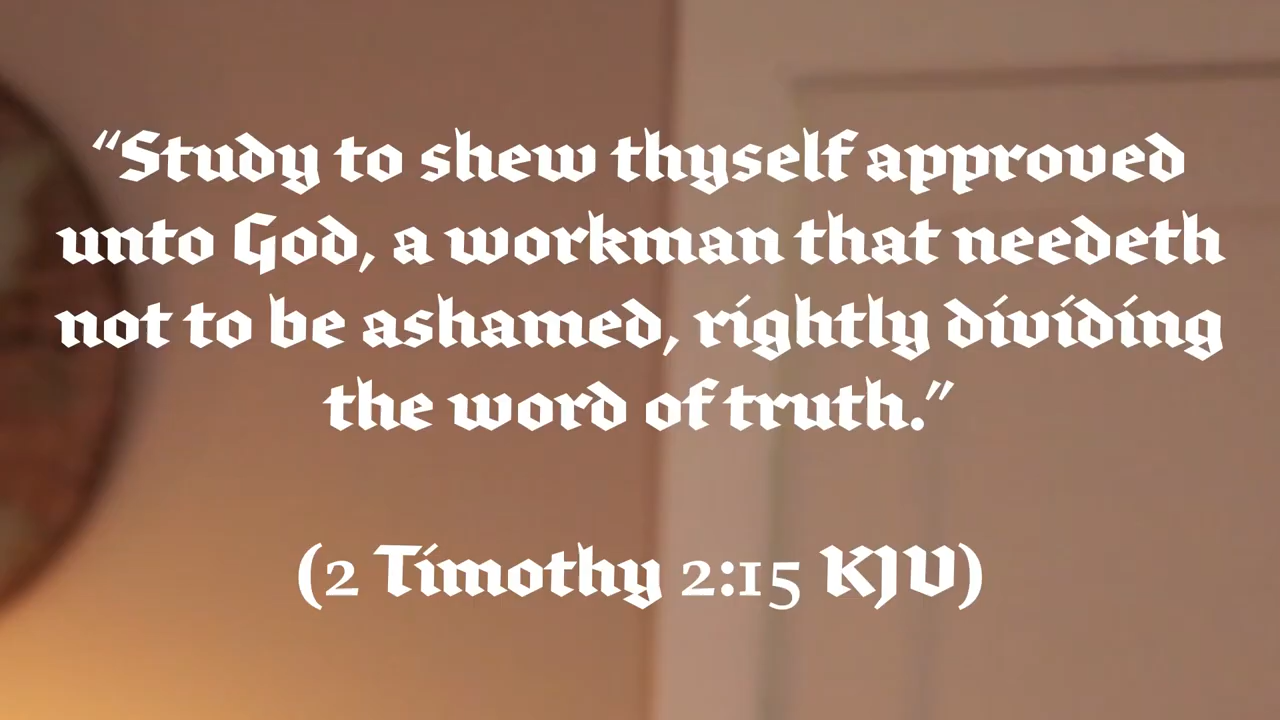 “Study to shew thyself approved
unto God, a workman that needeth
not to be ashamed, rightly dividing
the word of truth.”
(2 Timothy 2:15 KJV)